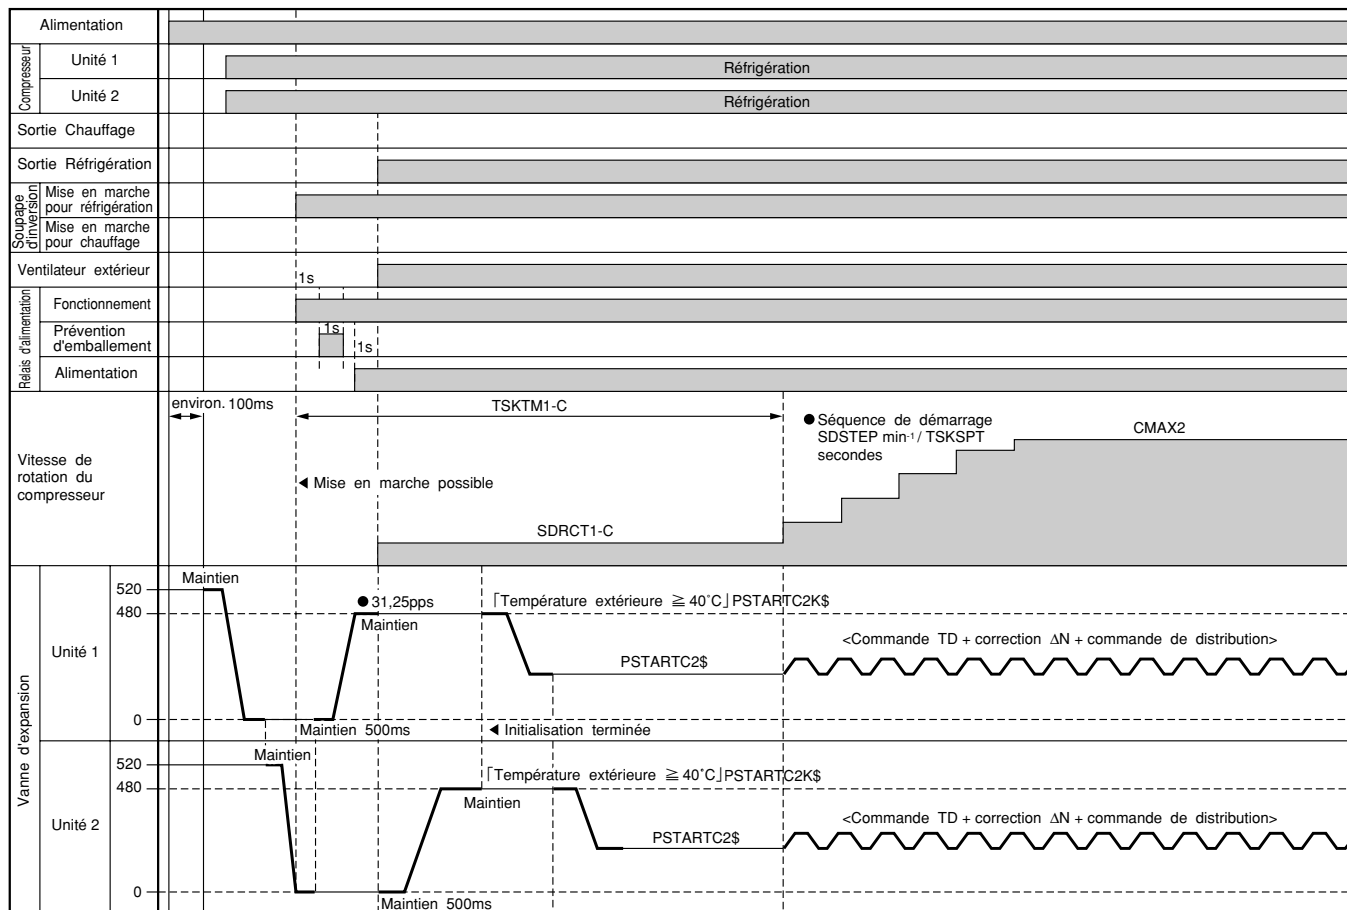 Alimentation
Compresseur
Unité 1
Réfrigération
Unité 2
Réfrigération
Sortie Chauffage
Sortie Réfrigération
Soupape
d'inversion
Mise en marche
pour réfrigération
Mise en marche
pour chauffage
Ventilateur extérieur
1s
Relais d'alimentation
Fonctionnement
Prévention
d'emballement
1s
1s
Alimentation
environ. 100ms
TSKTM1-C
● Séquence de démarrage
SDSTEP min⁻¹ / TSKSPT
secondes
CMAX2
Vitesse de
rotation du
compresseur
◀ Mise en marche possible
SDRCT1-C
Vanne d'expansion
Unité 1
520
480
0
Maintien
● 31,25pps
Maintien
「Température extérieure ≧ 40°C」PSTARTC2K$
PSTARTC2$
<Commande TD + correction ΔN + commande de distribution>
Maintien 500ms
◀ Initialisation terminée
Unité 2
520
480
0
Maintien
「Température extérieure ≧ 40°C」PSTARTC2K$
Maintien
PSTARTC2$
<Commande TD + correction ΔN + commande de distribution>
Maintien 500ms